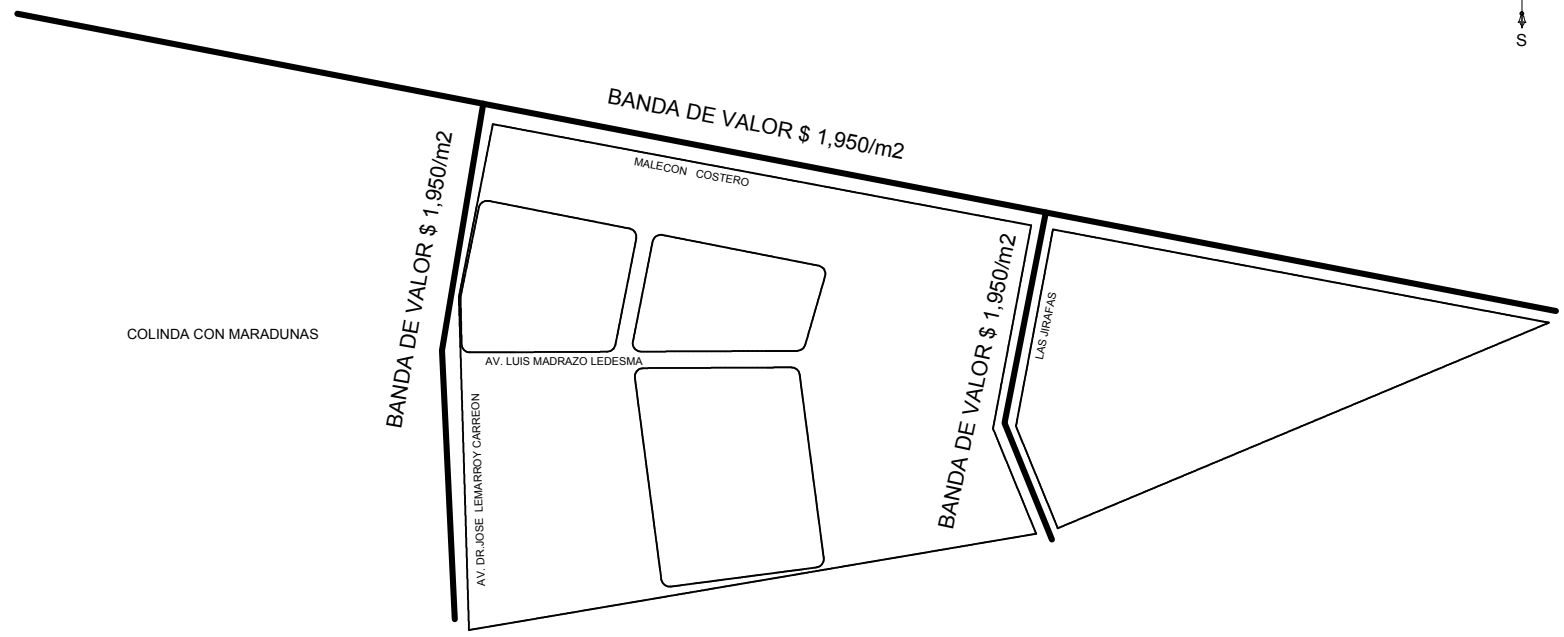 S
BANDA DE VALOR $ 1,950/m2
MALECON COSTERO
BANDA DE VALOR $ 1,950/m2
BANDA DE VALOR $ 1,950/m2
LAS JIRAFAS
COLINDA CON MARADUNAS
AV. LUIS MADRAZO LEDESMA
AV. DR.JOSE LEMARROY CARREON